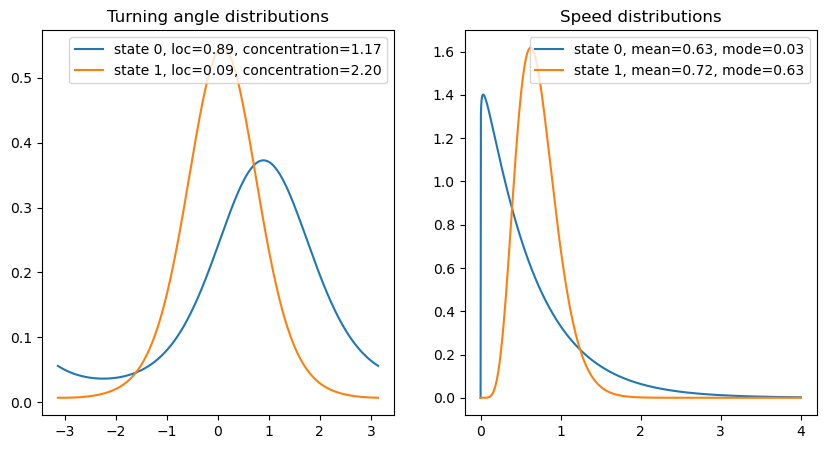 Turning angle distributions
state 0, loc=0.89, concentration=1.17
state 1, loc=0.09, concentration=2.20
0.5
0.4
0.3
0.2
0.1
0.0
−3 −2 −1 0 1 2 3
Speed distributions
state 0, mean=0.63, mode=0.03
state 1, mean=0.72, mode=0.63
1.6
1.4
1.2
1.0
0.8
0.6
0.4
0.2
0.0
0 1 2 3 4